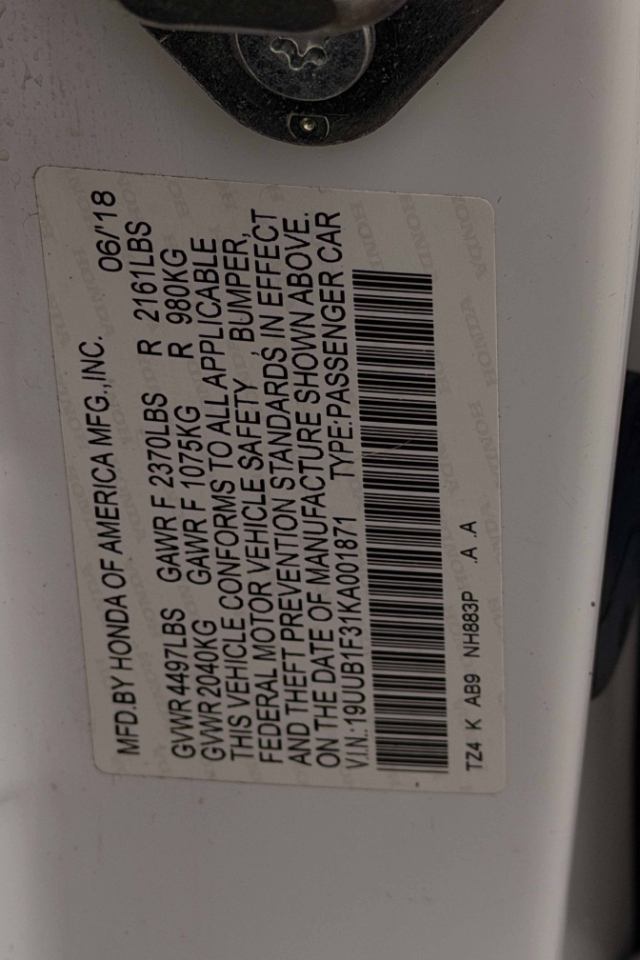 MFD.BY HONDA OF AMERICA MFG.,INC. 06/'18
GVWR 4497LBS GAWR F 2370LBS R 2161LBS
GVWR 2040KG GAWR F 1075KG R 980KG
THIS VEHICLE CONFORMS TO ALL APPLICABLE
FEDERAL MOTOR VEHICLE SAFETY , BUMPER,
AND THEFT PREVENTION STANDARDS IN EFFECT
ON THE DATE OF MANUFACTURE SHOWN ABOVE.
V.I.N.:19UUB1F31KA001871 TYPE:PASSENGER CAR
TZ4 K AB9 NH883P .A .A